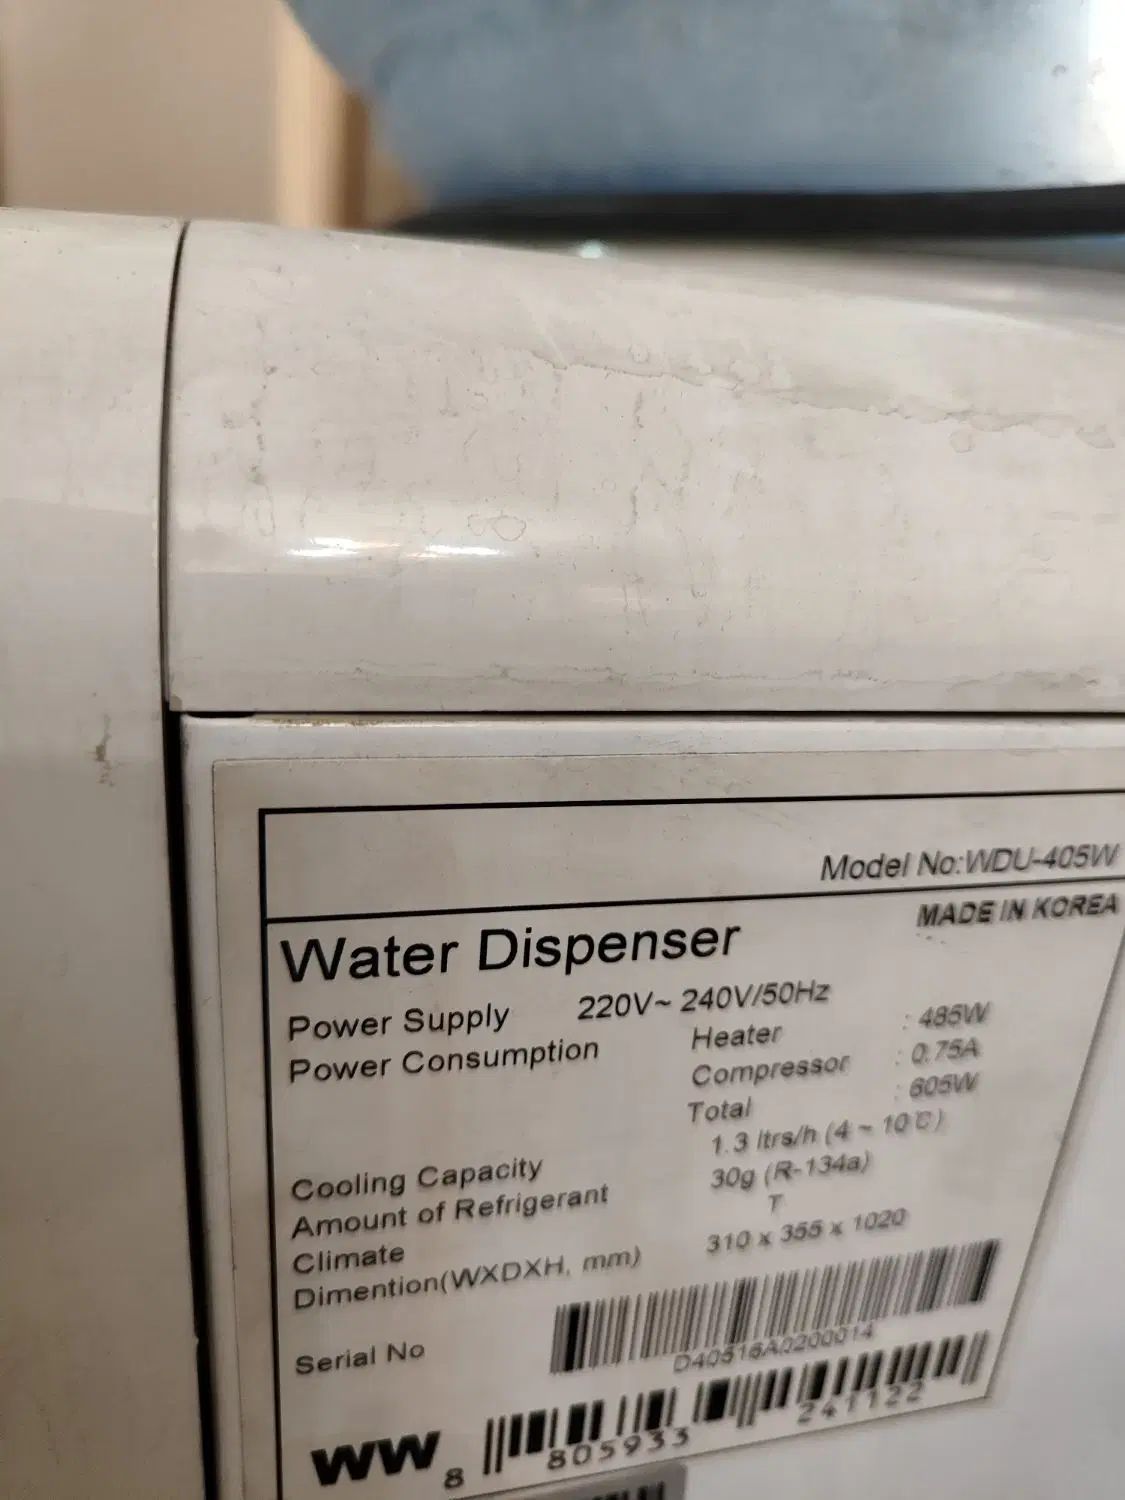 Model No:WDU-405W
MADE IN KOREA
Water Dispenser
Power Supply 220V~ 240V/50Hz
Power Consumption Heater : 485W
Compressor : 0.75A
Total : 605W
Cooling Capacity 1.3 ltrs/h (4 ~ 10℃)
Amount of Refrigerant 30g (R-134a)
Climate T
Dimention(WXDXH, mm) 310 x 355 x 1020
Serial No
D40516A0200014
ww 8 805933 241122